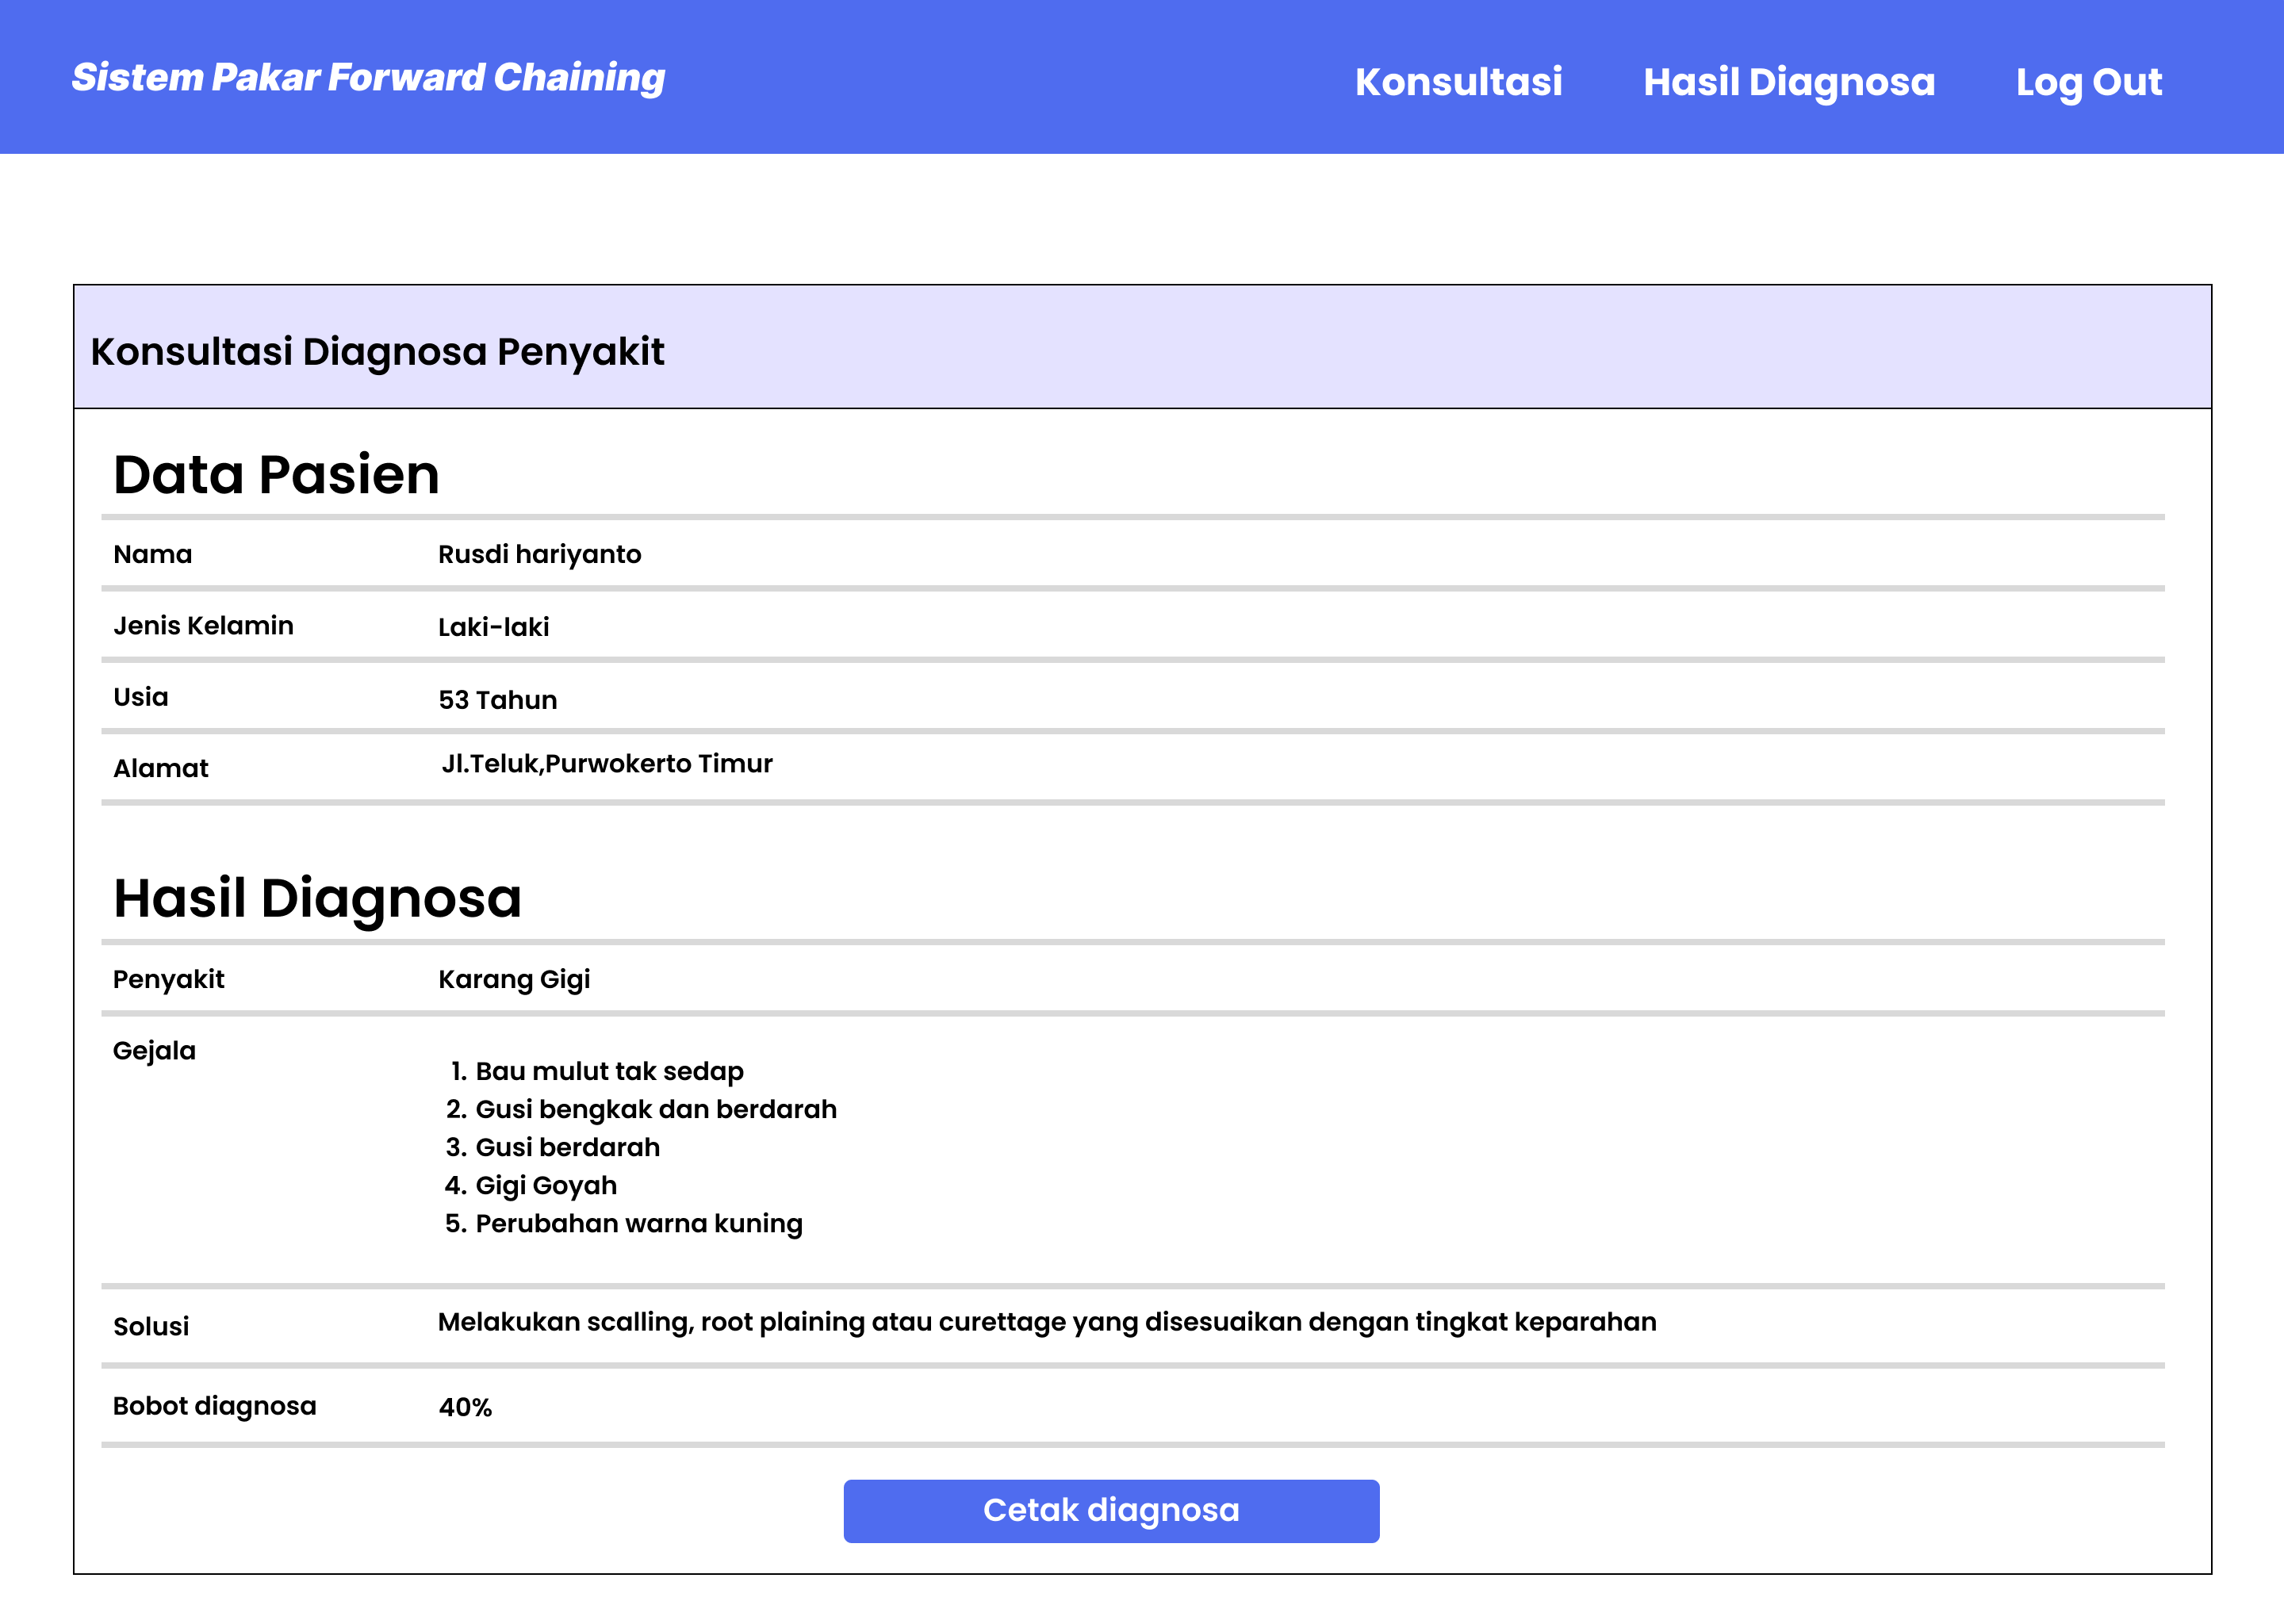 Sistem Pakar Forward Chaining
Konsultasi Hasil Diagnosa Log Out
Konsultasi Diagnosa Penyakit
Data Pasien
Nama Rusdi hariyanto
Jenis Kelamin Laki-laki
Usia 53 Tahun
Alamat Jl.Teluk,Purwokerto Timur
Hasil Diagnosa
Penyakit Karang Gigi
Gejala
1. Bau mulut tak sedap
2. Gusi bengkak dan berdarah
3. Gusi berdarah
4. Gigi Goyah
5. Perubahan warna kuning
Solusi Melakukan scalling, root plaining atau curettage yang disesuaikan dengan tingkat keparahan
Bobot diagnosa 40%
Cetak diagnosa